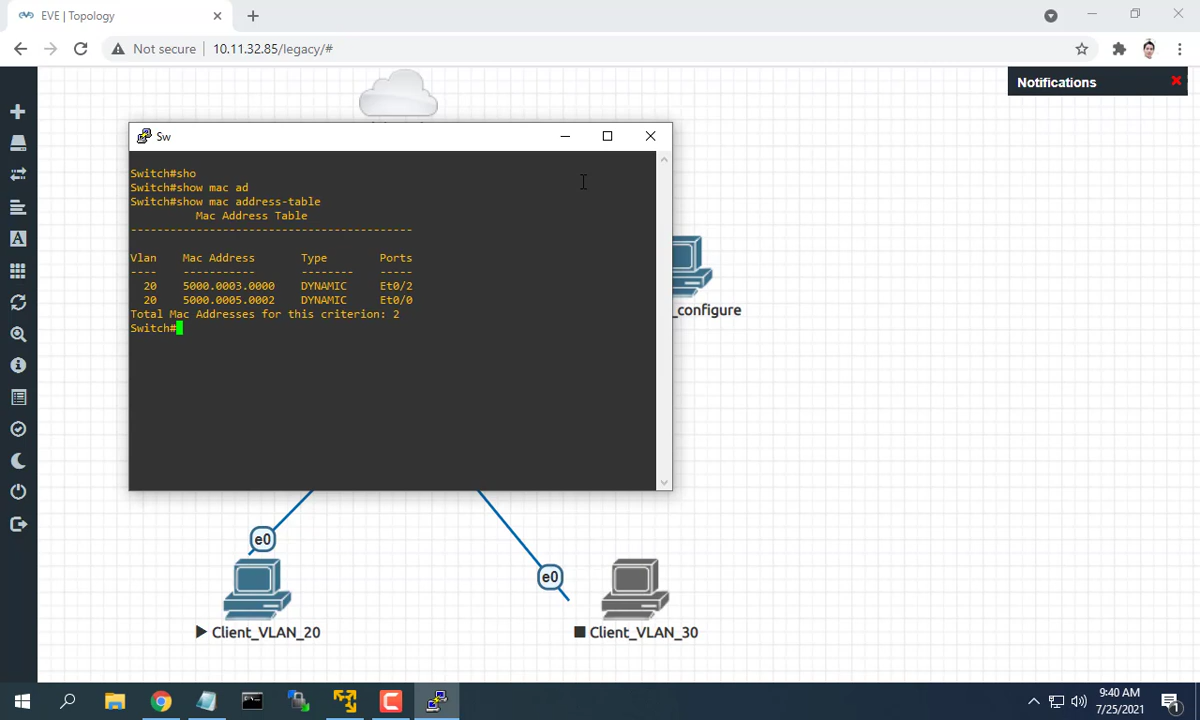 EVE | Topology
Not secure
10.11.32.85/legacy/#
Notifications
Sw
Switch#sho
Switch#show mac ad
Switch#show mac address-table
Mac Address Table
-------------------------------------------
Vlan Mac Address Type Ports
---- ----------- -------- -----
20 5000.0003.0000 DYNAMIC Et0/2
20 5000.0005.0002 DYNAMIC Et0/0
Total Mac Addresses for this criterion: 2
Switch#
_configure
e0
e0
Client_VLAN_20
Client_VLAN_30
9:40 AM
7/25/2021
1